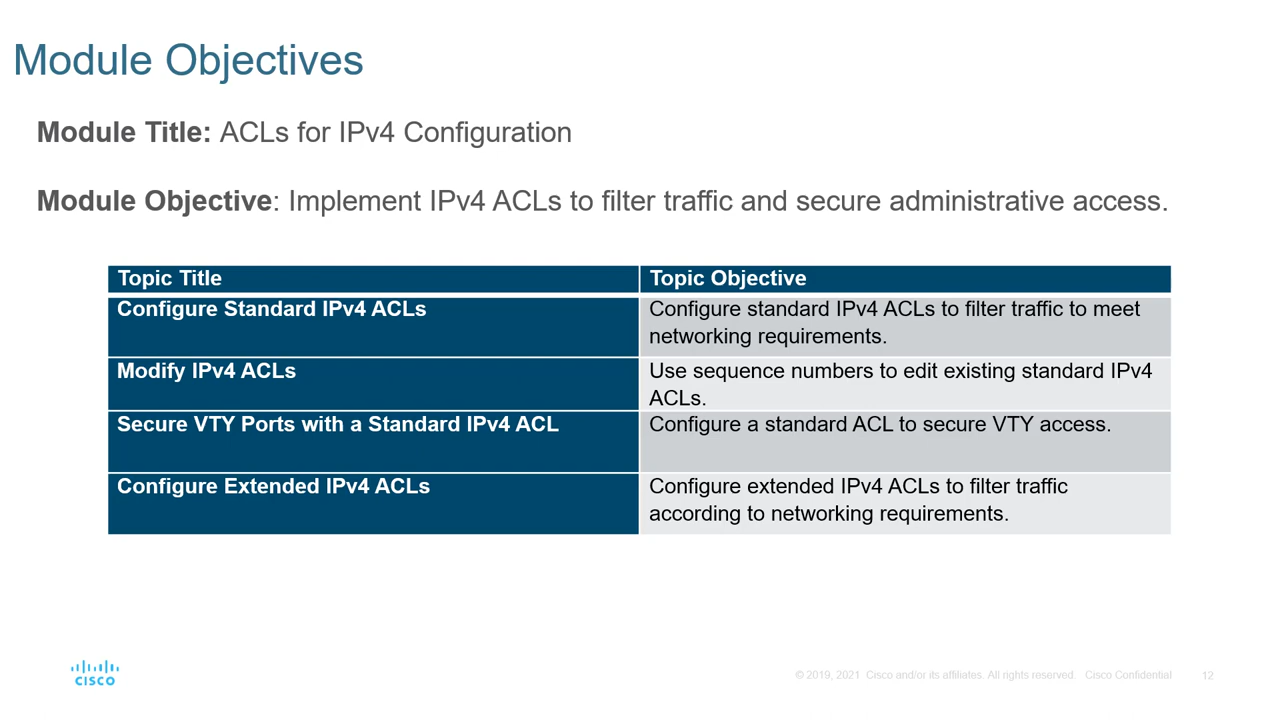 Module Objectives
Module Title: ACLs for IPv4 Configuration
Module Objective: Implement IPv4 ACLs to filter traffic and secure administrative access.
Topic Title
Topic Objective
Configure Standard IPv4 ACLs
Configure standard IPv4 ACLs to filter traffic to meet
networking requirements.
Modify IPv4 ACLs
Use sequence numbers to edit existing standard IPv4
ACLs.
Secure VTY Ports with a Standard IPv4 ACL
Configure a standard ACL to secure VTY access.
Configure Extended IPv4 ACLs
Configure extended IPv4 ACLs to filter traffic
according to networking requirements.
CISCO
© 2019, 2021 Cisco and/or its affiliates. All rights reserved. Cisco Confidential
12